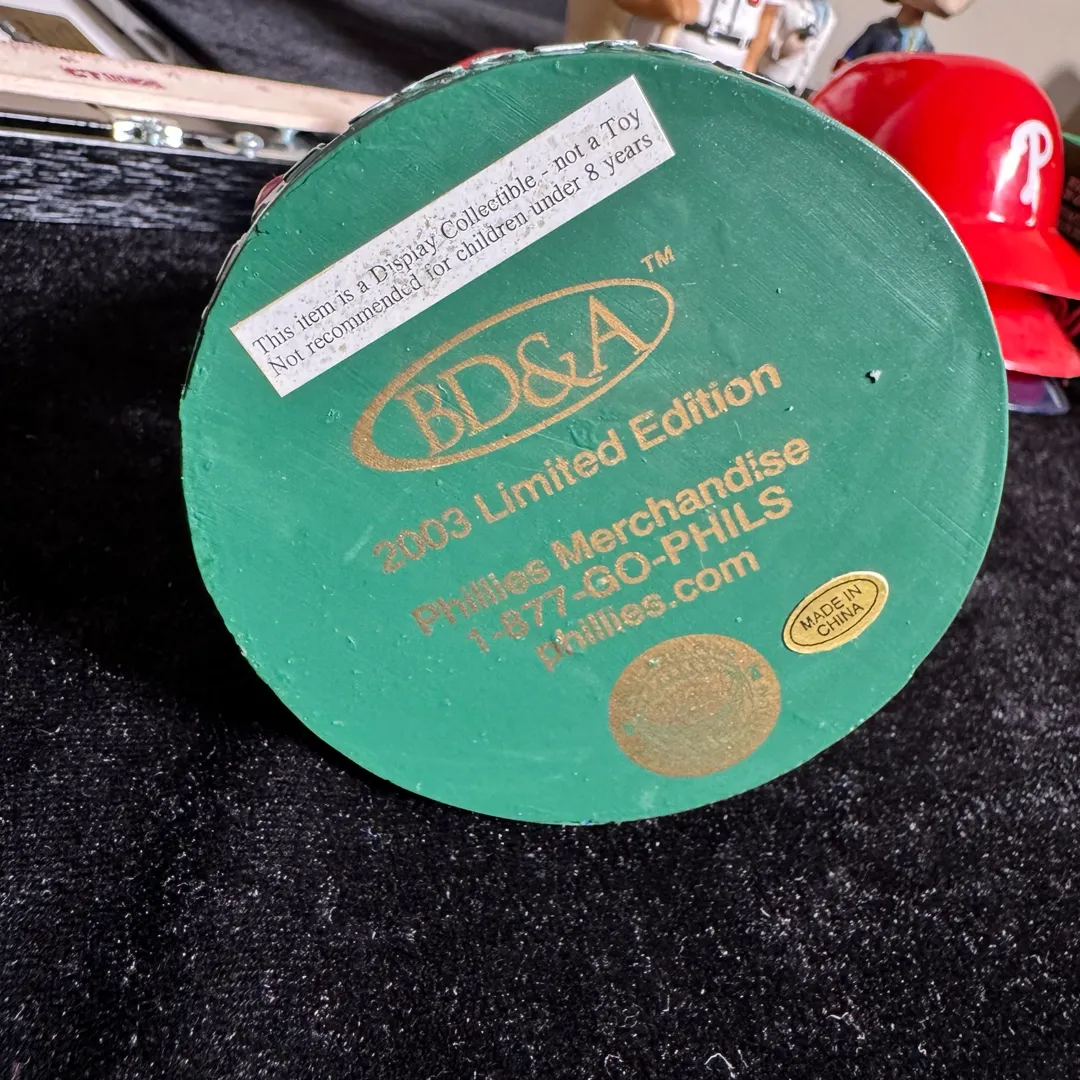 This item is a Display Collectible - not a Toy
Not recommended for children under 8 years
BD&A™
2003 Limited Edition
Phillies Merchandise
1-877-GO-PHILS
phillies.com
MADE IN
CHINA
P